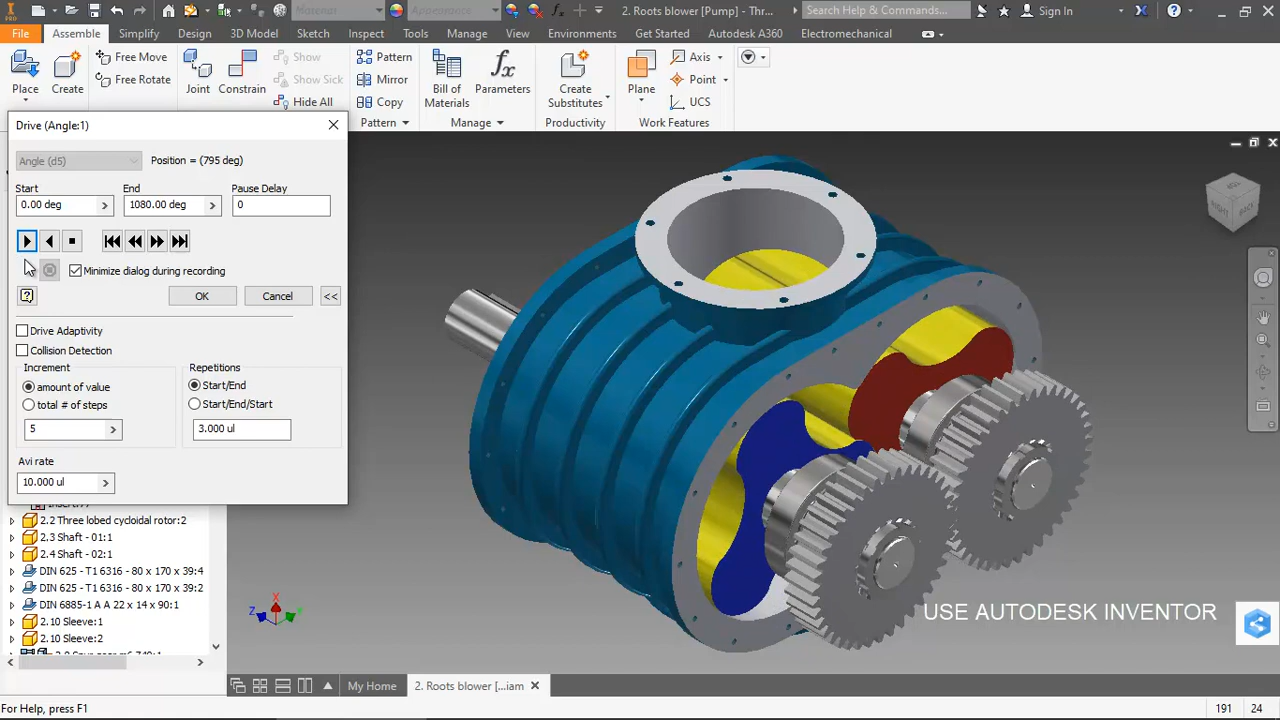 PRO
Material
Appearance
fx
2. Roots blower [Pump] - Thr...
Search Help & Commands...
Sign In
File
Assemble
Simplify
Design
3D Model
Sketch
Inspect
Tools
Manage
View
Environments
Get Started
Autodesk A360
Electromechanical
Place
Create
Free Move
Free Rotate
Joint
Constrain
Show
Show Sick
Hide All
Pattern
Mirror
Copy
Pattern
Bill of
Materials
fx
Parameters
Manage
Create
Substitutes
Productivity
Plane
Axis
Point
UCS
Work Features
Drive (Angle:1)
Angle (d5)
Position = (795 deg)
Start
End
Pause Delay
0.00 deg
1080.00 deg
0
Minimize dialog during recording
OK
Cancel
<<
Drive Adaptivity
Collision Detection
Increment
Repetitions
amount of value
Start/End
total # of steps
Start/End/Start
5
3.000 ul
Avi rate
10.000 ul
2.2 Three lobed cycloidal rotor:2
2.3 Shaft - 01:1
2.4 Shaft - 02:1
DIN 625 - T1 6316 - 80 x 170 x 39:4
DIN 625 - T1 6316 - 80 x 170 x 39:2
DIN 6885-1 A A 22 x 14 x 90:1
2.10 Sleeve:1
2.10 Sleeve:2
RIGHT
BACK
X
Z
USE AUTODESK INVENTOR
My Home
2. Roots blower [...iam
For Help, press F1
191
24